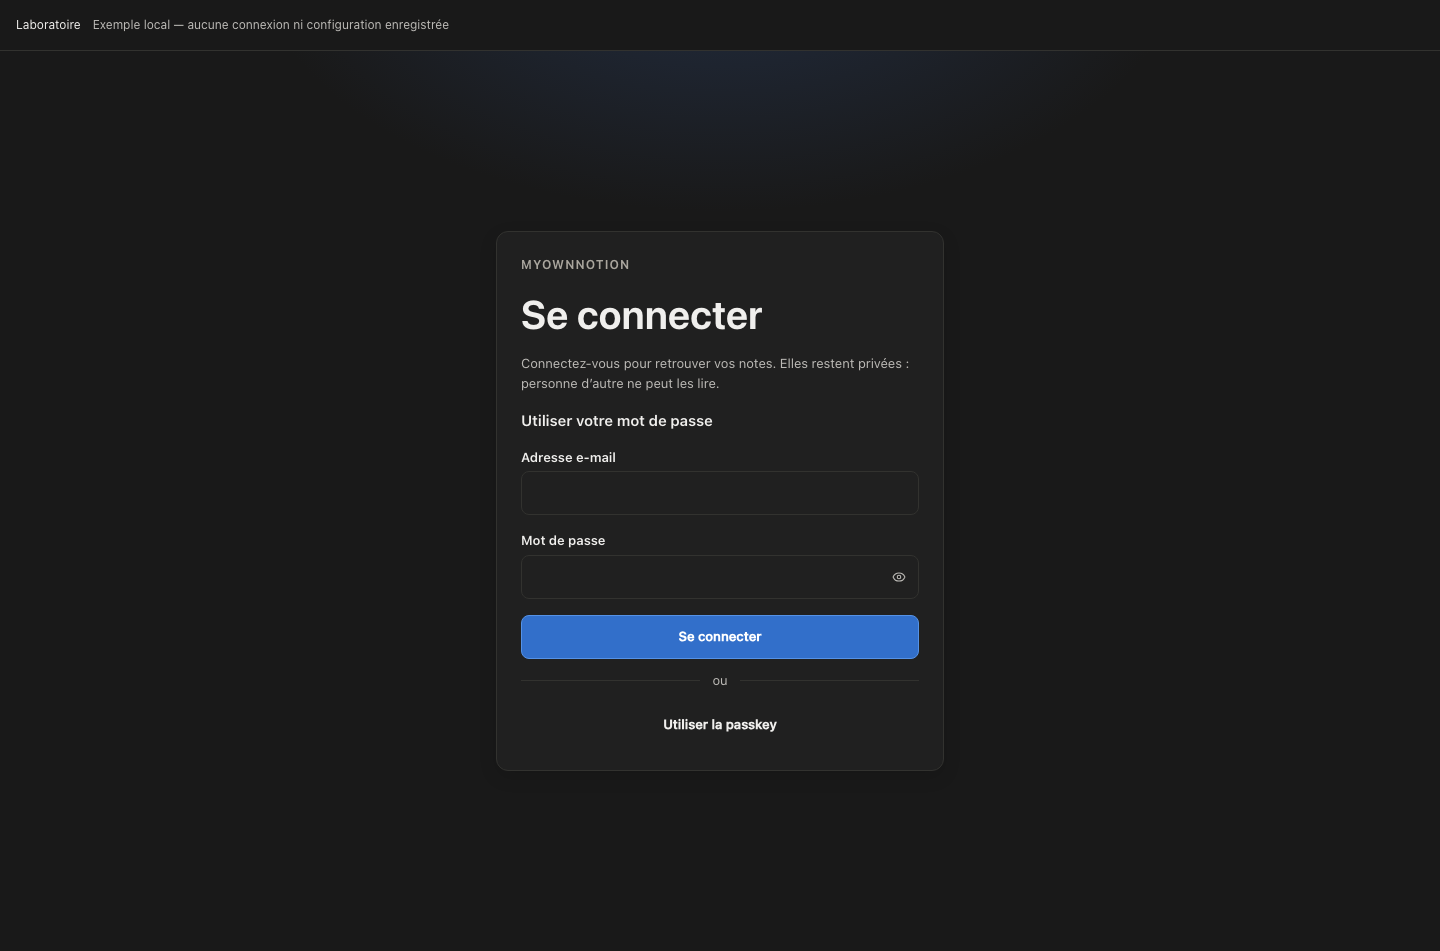 Laboratoire Exemple local — aucune connexion ni configuration enregistrée
MYOWNNOTION
Se connecter
Connectez-vous pour retrouver vos notes. Elles restent privées :
personne d’autre ne peut les lire.
Utiliser votre mot de passe
Adresse e-mail
Mot de passe
Se connecter
ou
Utiliser la passkey